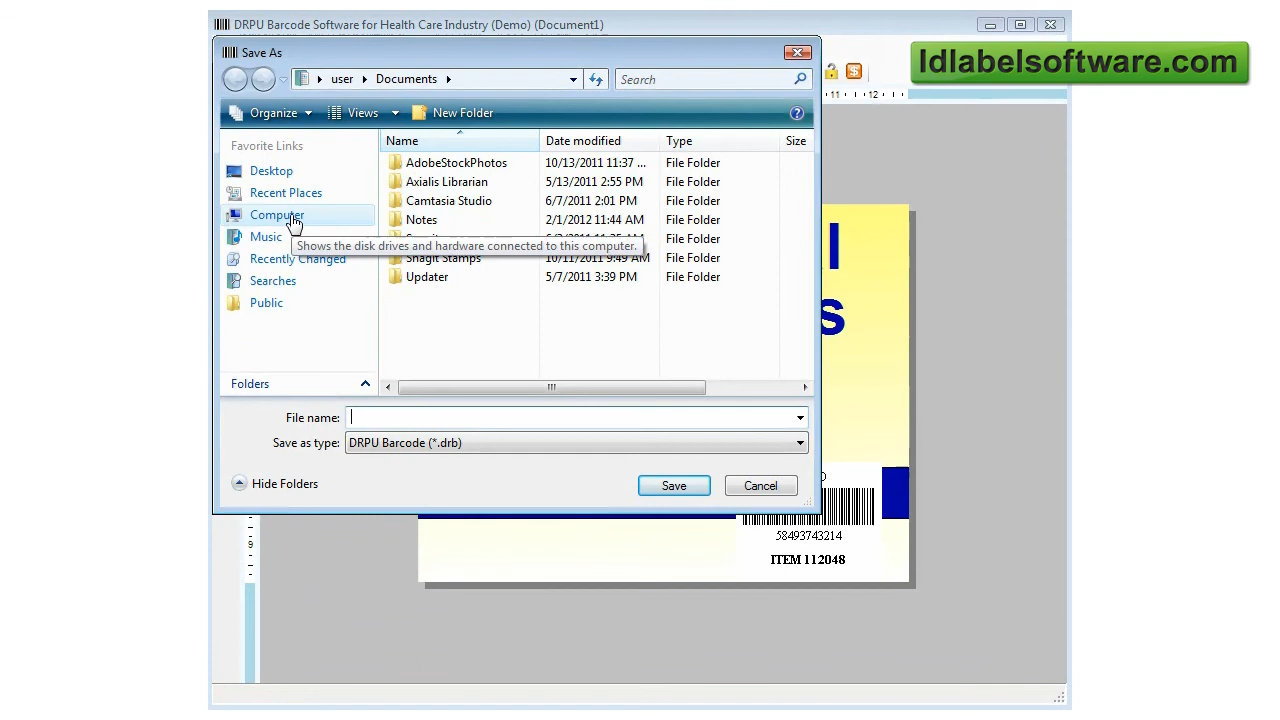 DRPU Barcode Software for Health Care Industry (Demo) (Document1)
Idlabelsoftware.com
Save As
user
Documents
Search
11 12
Organize
Views
New Folder
Favorite Links
Name
Date modified
Type
Size
Desktop
AdobeStockPhotos 10/13/2011 11:37 ... File Folder
Recent Places
Axialis Librarian 5/13/2011 2:55 PM File Folder
Computer
Camtasia Studio 6/7/2011 2:01 PM File Folder
Notes 2/1/2012 11:44 AM File Folder
Music
Shows the disk drives and hardware connected to this computer.
File Folder
Recently Changed
SnagIt Stamps 10/11/2011 9:49 AM File Folder
Searches
Updater 5/7/2011 3:39 PM File Folder
Public
l
s
Folders
File name:
Save as type: DRPU Barcode (*.drb)
Hide Folders
Save
Cancel
9
58493743214
ITEM 112048